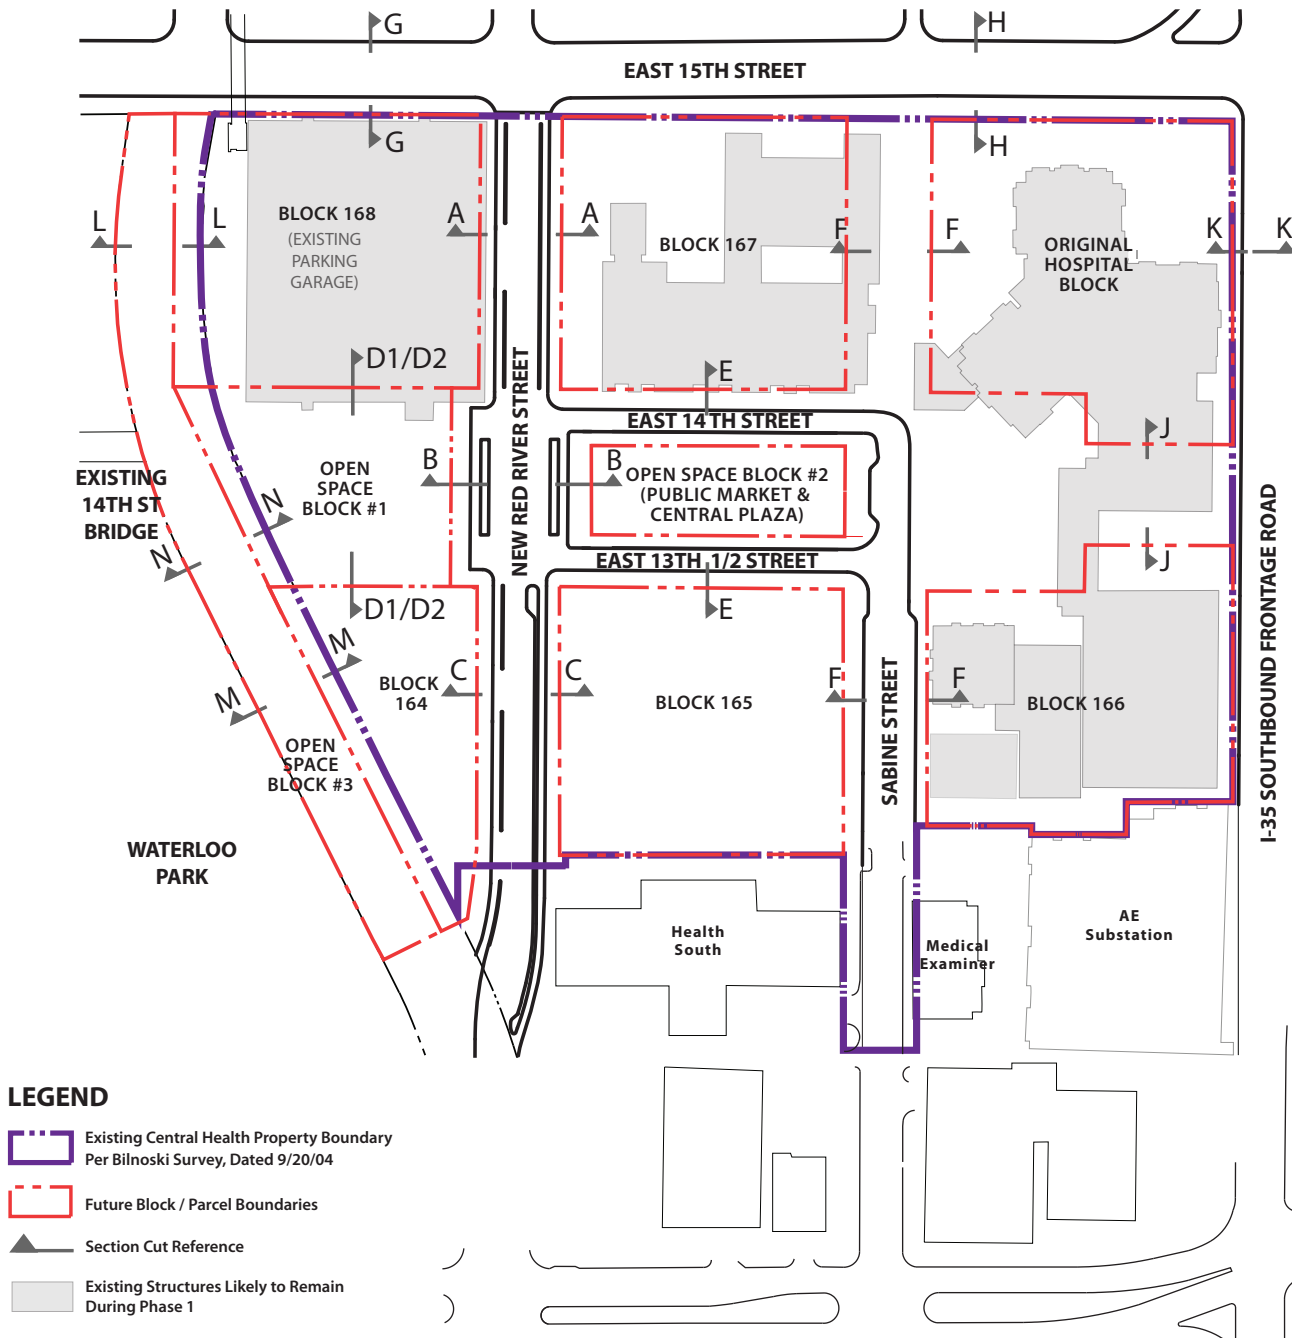 G
H
EAST 15TH STREET
G
H
L
L
BLOCK 168
(EXISTING
PARKING
GARAGE)
A
A
BLOCK 167
F
F
ORIGINAL
HOSPITAL
BLOCK
K
K
D1/D2
E
NEW RED RIVER STREET
EAST 14TH STREET
J
EXISTING
14TH ST
BRIDGE
OPEN
SPACE
BLOCK #1
B
B
OPEN SPACE BLOCK #2
(PUBLIC MARKET &
CENTRAL PLAZA)
N
N
EAST 13TH 1/2 STREET
J
I-35 SOUTHBOUND FRONTAGE ROAD
D1/D2
E
M
M
BLOCK
164
C
C
BLOCK 165
F
F
SABINE STREET
BLOCK 166
OPEN
SPACE
BLOCK #3
WATERLOO
PARK
Health
South
Medical
Examiner
AE
Substation
LEGEND
Existing Central Health Property Boundary
Per Bilnoski Survey, Dated 9/20/04
Future Block / Parcel Boundaries
Section Cut Reference
Existing Structures Likely to Remain
During Phase 1